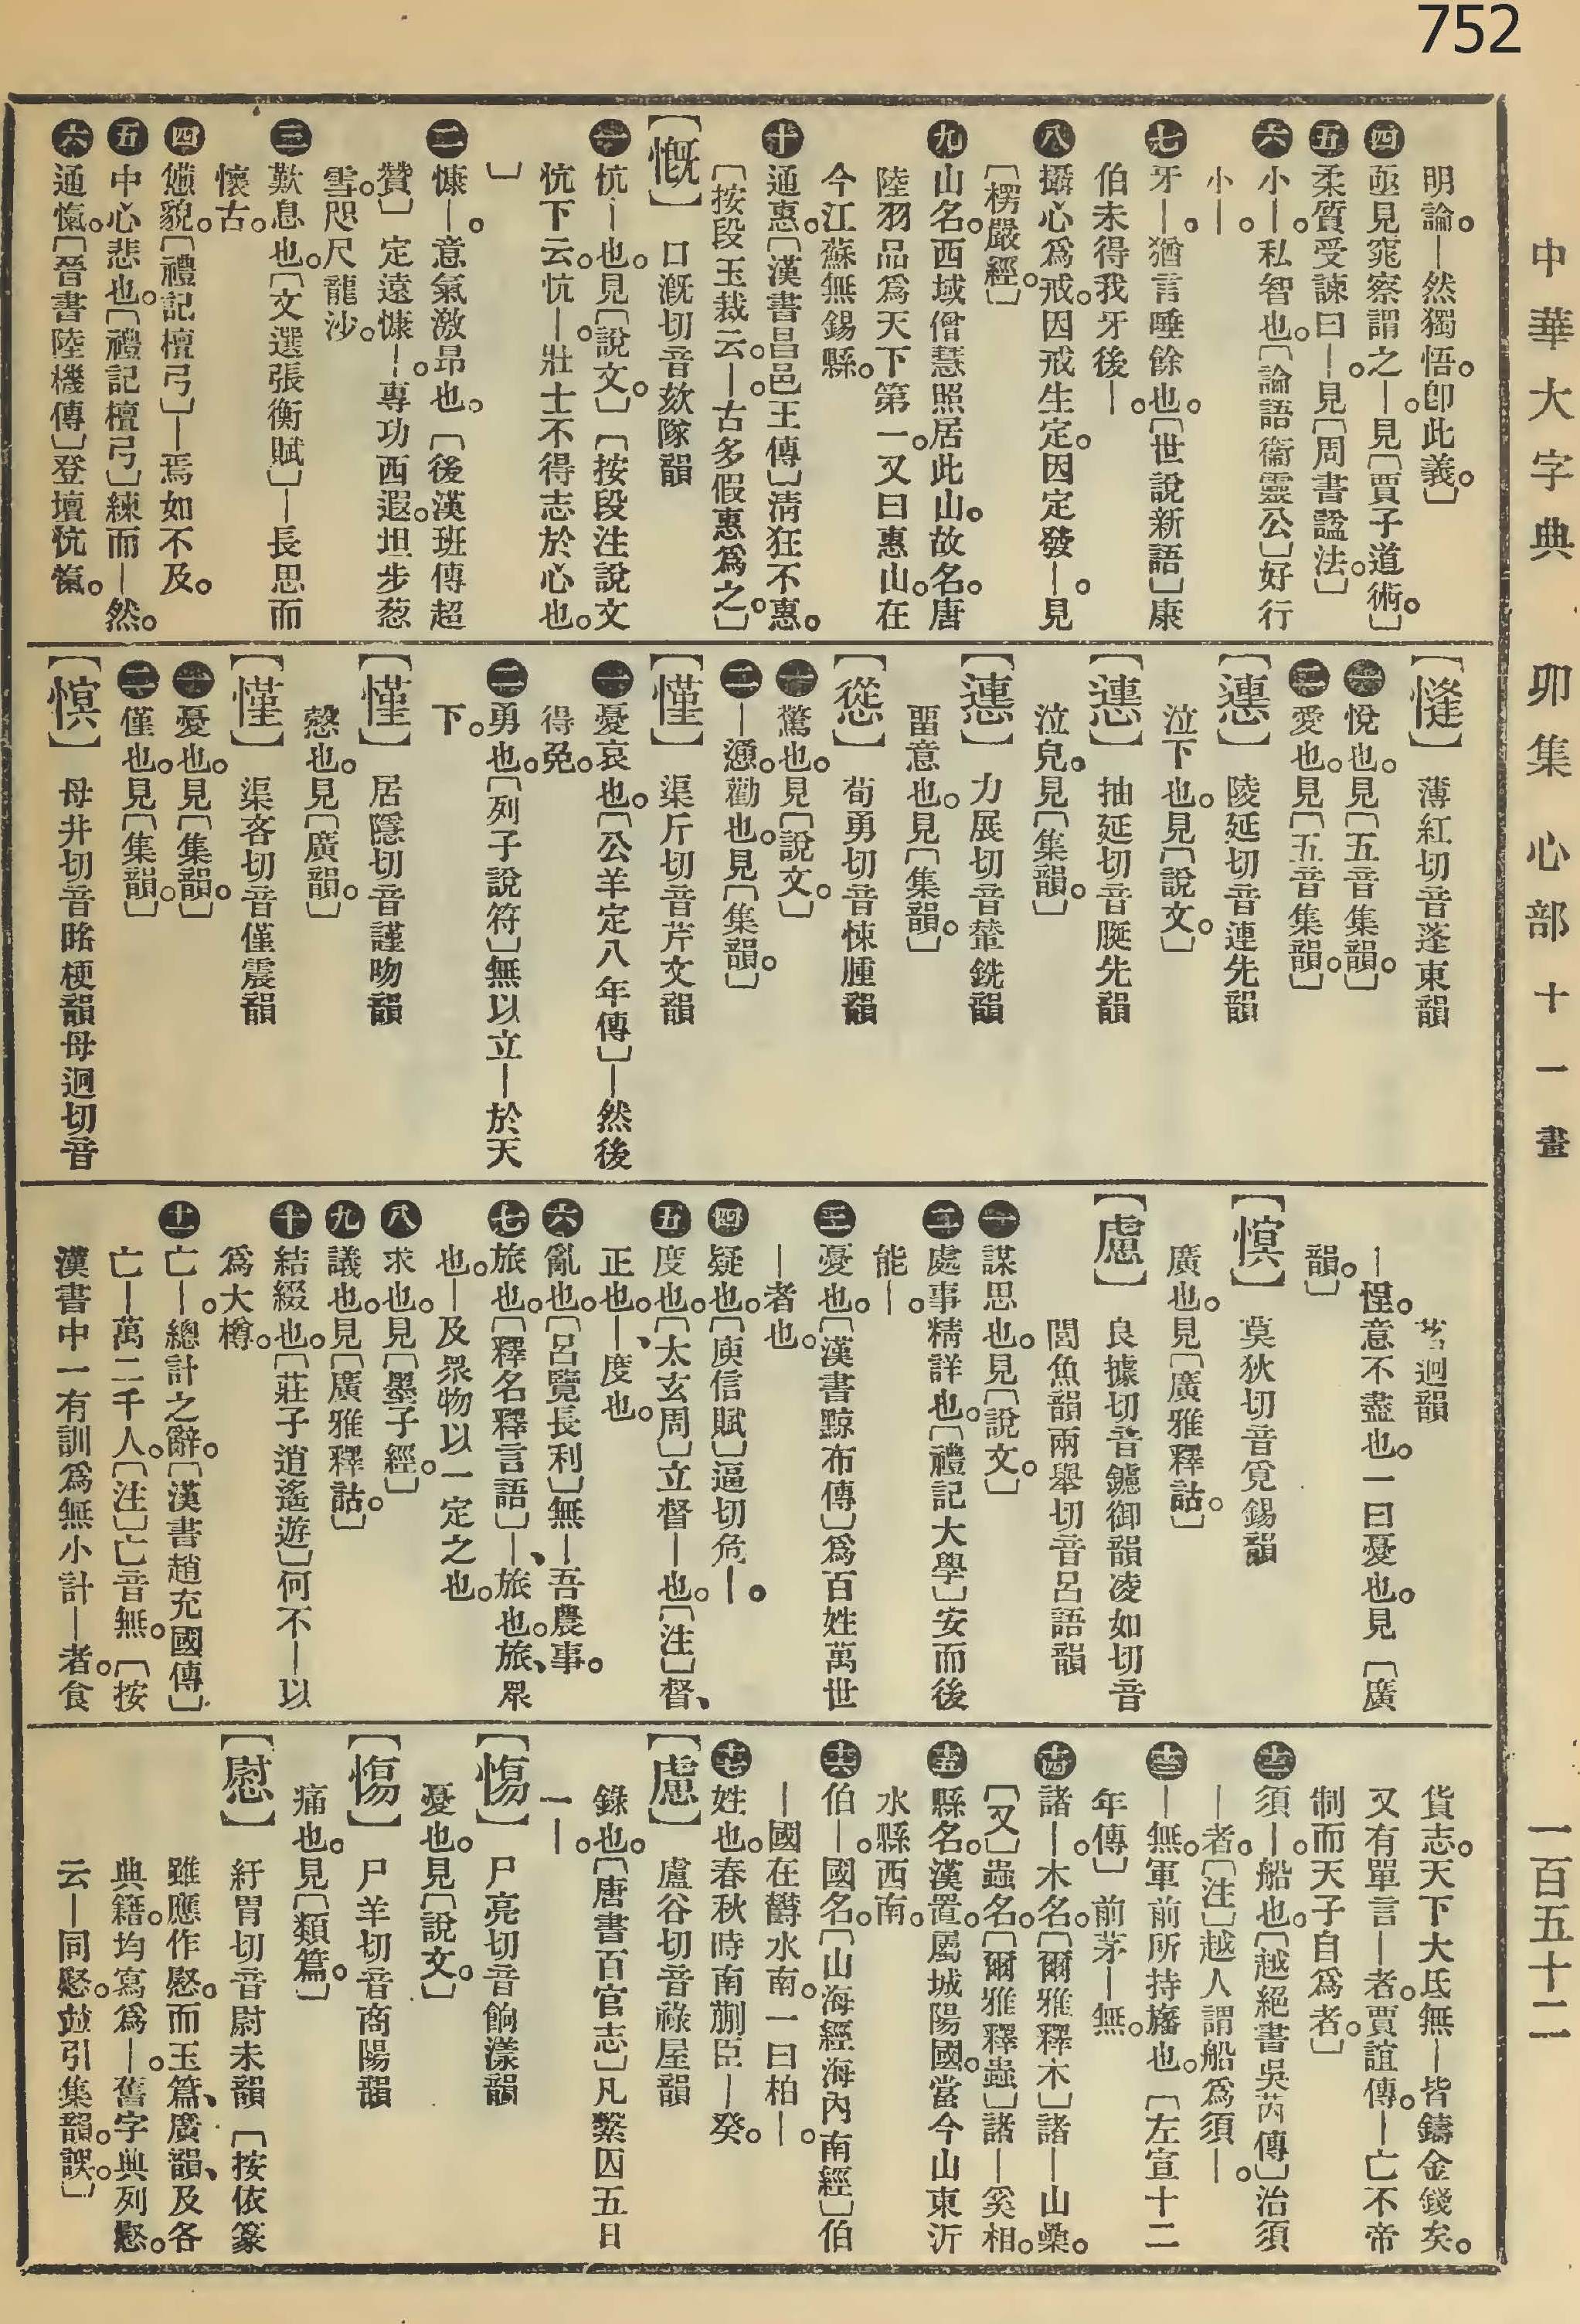 752
中華大字典 卯集 心部十一畫 一百五十二
明論。—然獨悟。卽此義。〕
四 亟見窕察謂之—。見〔賈子道術。〕
五 柔質受諫曰—。見〔周書諡法。〕
六 小—。私智也。〔論語衞靈公〕好行
小—。
七 牙—。猶言唾餘也。〔世說新語〕康
伯未得我牙後—。
八 攝心爲戒。因戒生定。因定發—。見
〔楞嚴經。〕
九 山名。西域僧慧照居此山。故名。唐
陸羽品爲天下第一。又曰惠山。在
今江蘇無錫縣。
十 通惠。〔漢書昌邑王傳〕淸狂不惠。
〔按段玉裁云。—。古多假惠爲之。〕
〔慨〕 口漑切音欬隊韻
一 忼—也。見〔說文。〕〔按段注說文
忼下云。忼—。壯士不得志於心也。
〕
二 慷—。意氣激昂也。〔後漢班傳超
贊〕定遠慷—。專功西遐。坦步葱
雪。咫尺龍沙。
三 歎息也。〔文選張衡賦〕—長思而
懷古。
四 憊貌。〔禮記檀弓〕—焉如不及。
五 中心悲也。〔禮記檀弓〕練而—然。
六 通愾。〔晉書陸機傳〕登壇忼愾。
〔㦀〕 薄紅切音蓬東韻
一 悅也。見〔五音集韻。〕
二 愛也。見〔五音集韻。〕
〔慩〕 陵延切音連先韻
泣下也。見〔說文。〕
〔慩〕 抽延切音脠先韻
泣皃。見〔集韻。〕
〔慩〕 力展切音輦銑韻
畱意也。見〔集韻。〕
〔慫〕 荀勇切音悚腫韻
一 驚也。見〔說文。〕
二 —慂。勸也。見〔集韻。〕
〔慬〕 渠斤切音芹文韻
一 憂哀也。〔公羊定八年傳〕—然後
得免。
二 勇也。〔列子說符〕無以立—於天
下。
〔慬〕 居隱切音謹吻韻
慤也。見〔廣韻。〕
〔慬〕 渠吝切音僅震韻
一 憂也。見〔集韻。〕
二 僅也。見〔集韻。〕
〔慏〕 母井切音眳梗韻母迥切音
茗迥韻
—悜。意不盡也。一曰憂也。見〔廣
韻。〕
〔慏〕 莫狄切音覓錫韻
廣也。見〔廣雅釋詁。〕
〔慮〕 良據切音鑢御韻凌如切音
閭魚韻兩舉切音呂語韻
一 謀思也。見〔說文。〕
二 處事精詳也。〔禮記大學〕安而後
能—。
三 憂也。〔漢書黥布傳〕爲百姓萬世
—者也。
四 疑也。〔庾信賦〕逼切危—。
五 度也。〔太玄周〕立督—也。〔注〕督、
正也。—、度也。
六 亂也。〔呂覽長利〕無—吾農事。
七 旅也。〔釋名釋言語〕—、旅也。旅、眾
也。—及眾物以一定之也。
八 求也。見〔墨子經。〕
九 議也。見〔廣雅釋詁。〕
十 結綴也。〔莊子逍遙遊〕何不—以
爲大樽。
十一 亡—。總計之辭。〔漢書趙充國傳〕
亡—萬二千人。〔注〕亡音無。〔按
漢書中一有訓爲無小計—者。食
貨志。天下大氐無—皆鑄金錢矣。
又有單言—者。賈誼傳。—亡不帝
制而天子自爲者。〕
十二 須—。船也。〔越絕書吳芮傳〕治須
—者。〔注〕越人謂船爲須—。
十三 —無。軍前所持旛也。〔左宣十二
年傳〕前茅—無。
十四 諸—。木名。〔爾雅釋木〕諸—山櫐。
〔又〕蟲名。〔爾雅釋蟲〕諸—奚相。
十五 縣名。漢置。屬城陽國。當今山東沂
水縣西南。
十六 伯—。國名。〔山海經海內南經〕伯
—國在鬱水南。一曰柏—。
十七 姓也。春秋時南蒯臣—癸。
〔慮〕 盧谷切音祿屋韻
錄也。〔唐書百官志〕凡繫囚五日
一—。
〔慯〕 尸亮切音餉漾韻
憂也。見〔說文。〕
〔慯〕 尸羊切音商陽韻
痛也。見〔類篇。〕
〔慰〕 紆胃切音尉未韻 〔按依篆
雖應作㷉。而玉篇、廣韻、及各
典籍。均寫爲—。舊字典列㷉。
云—同㷉。並引集韻。誤。〕